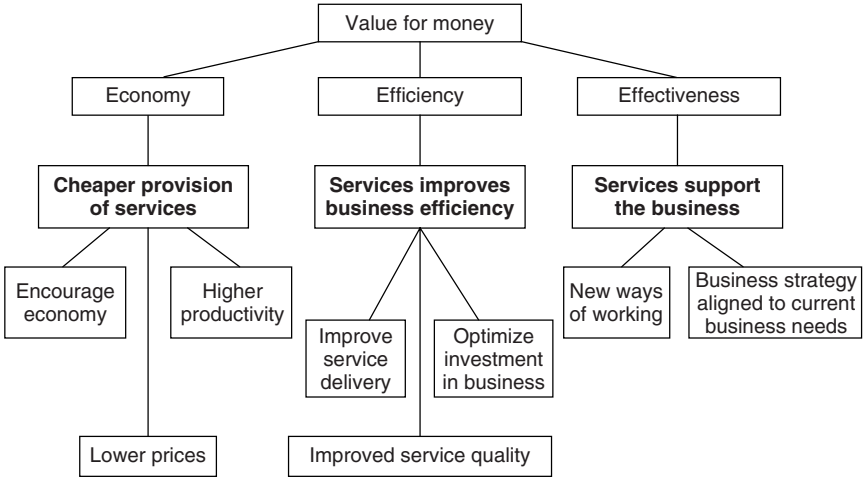 Value for money
Economy
Efficiency
Effectiveness
Cheaper provision
of services
Services improves
business efficiency
Services support
the business
Encourage
economy
Higher
productivity
New ways
of working
Business strategy
aligned to current
business needs
Improve
service
delivery
Optimize
investment
in business
Lower prices
Improved service quality